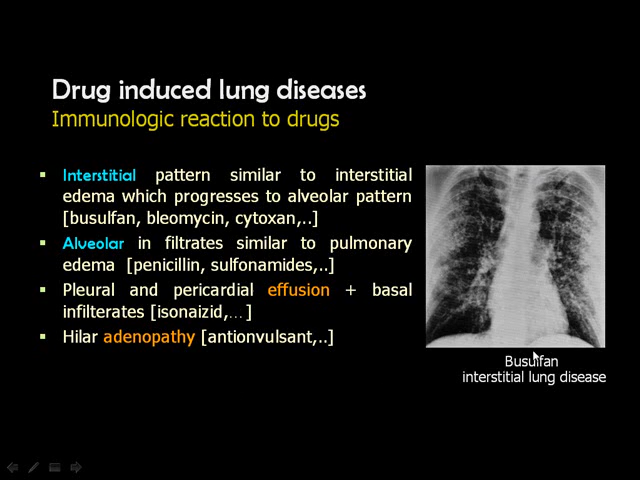 Drug induced lung diseases
Immunologic reaction to drugs
▪ Interstitial pattern similar to interstitial
edema which progresses to alveolar pattern
[busulfan, bleomycin, cytoxan,..]
▪ Alveolar in filtrates similar to pulmonary
edema [penicillin, sulfonamides,..]
▪ Pleural and pericardial effusion + basal
infilterates [isonaizid,…]
▪ Hilar adenopathy [antionvulsant,..]
Busulfan
interstitial lung disease